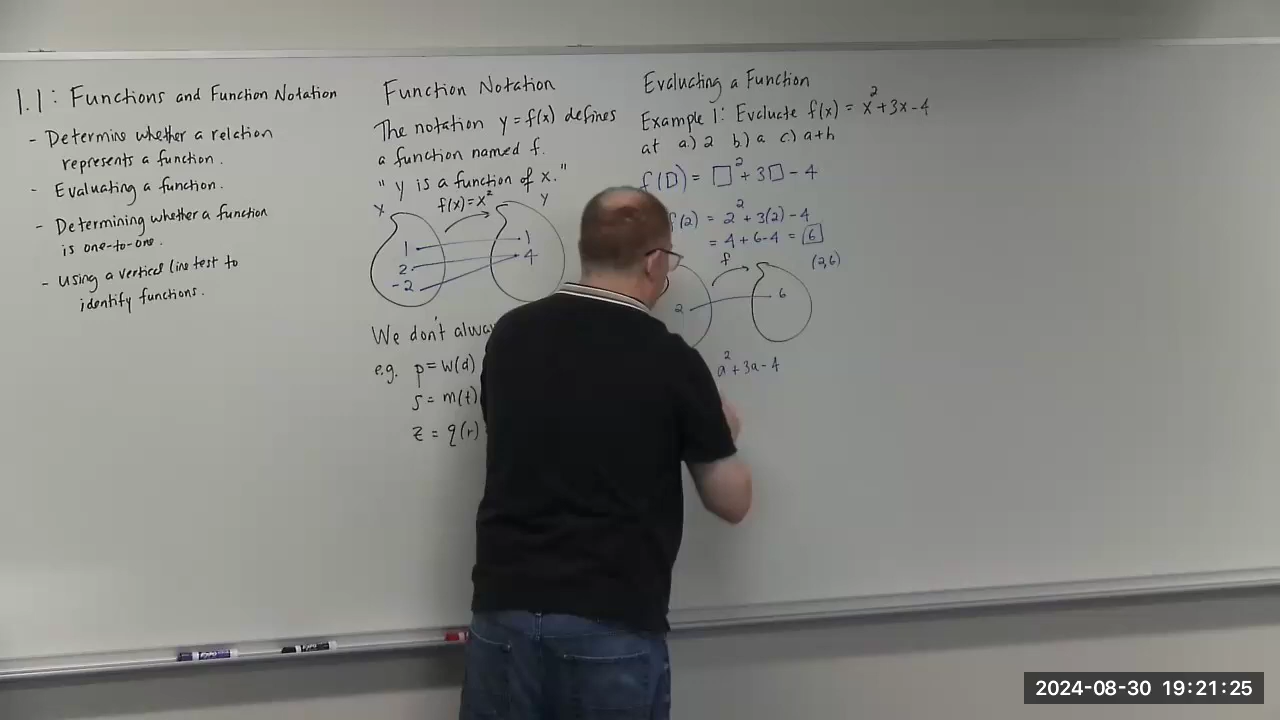 1.1: Functions and Function Notation
- Determine whether a relation
represents a function.
- Evaluating a function.
- Determining whether a function
is one-to-one.
- Using a vertical line test to
identify functions.
Function Notation
The notation y = f(x) defines
a function named f.
"y is a function of x."
f(x) = x²
x
y
1
2
-2
1
4
We don't
e.g. p = w(d)
s = m(t)
z = q(r)
Evaluating a Function
Example 1: Evaluate f(x) = x² + 3x - 4
at a.) 2 b.) a c.) a+h
f(□) = □² + 3□ - 4
f(2) = 2² + 3(2) - 4
= 4 + 6 - 4 = 6
f
(2,6)
2
6
a² + 3a - 4
2024-08-30 19:21:25